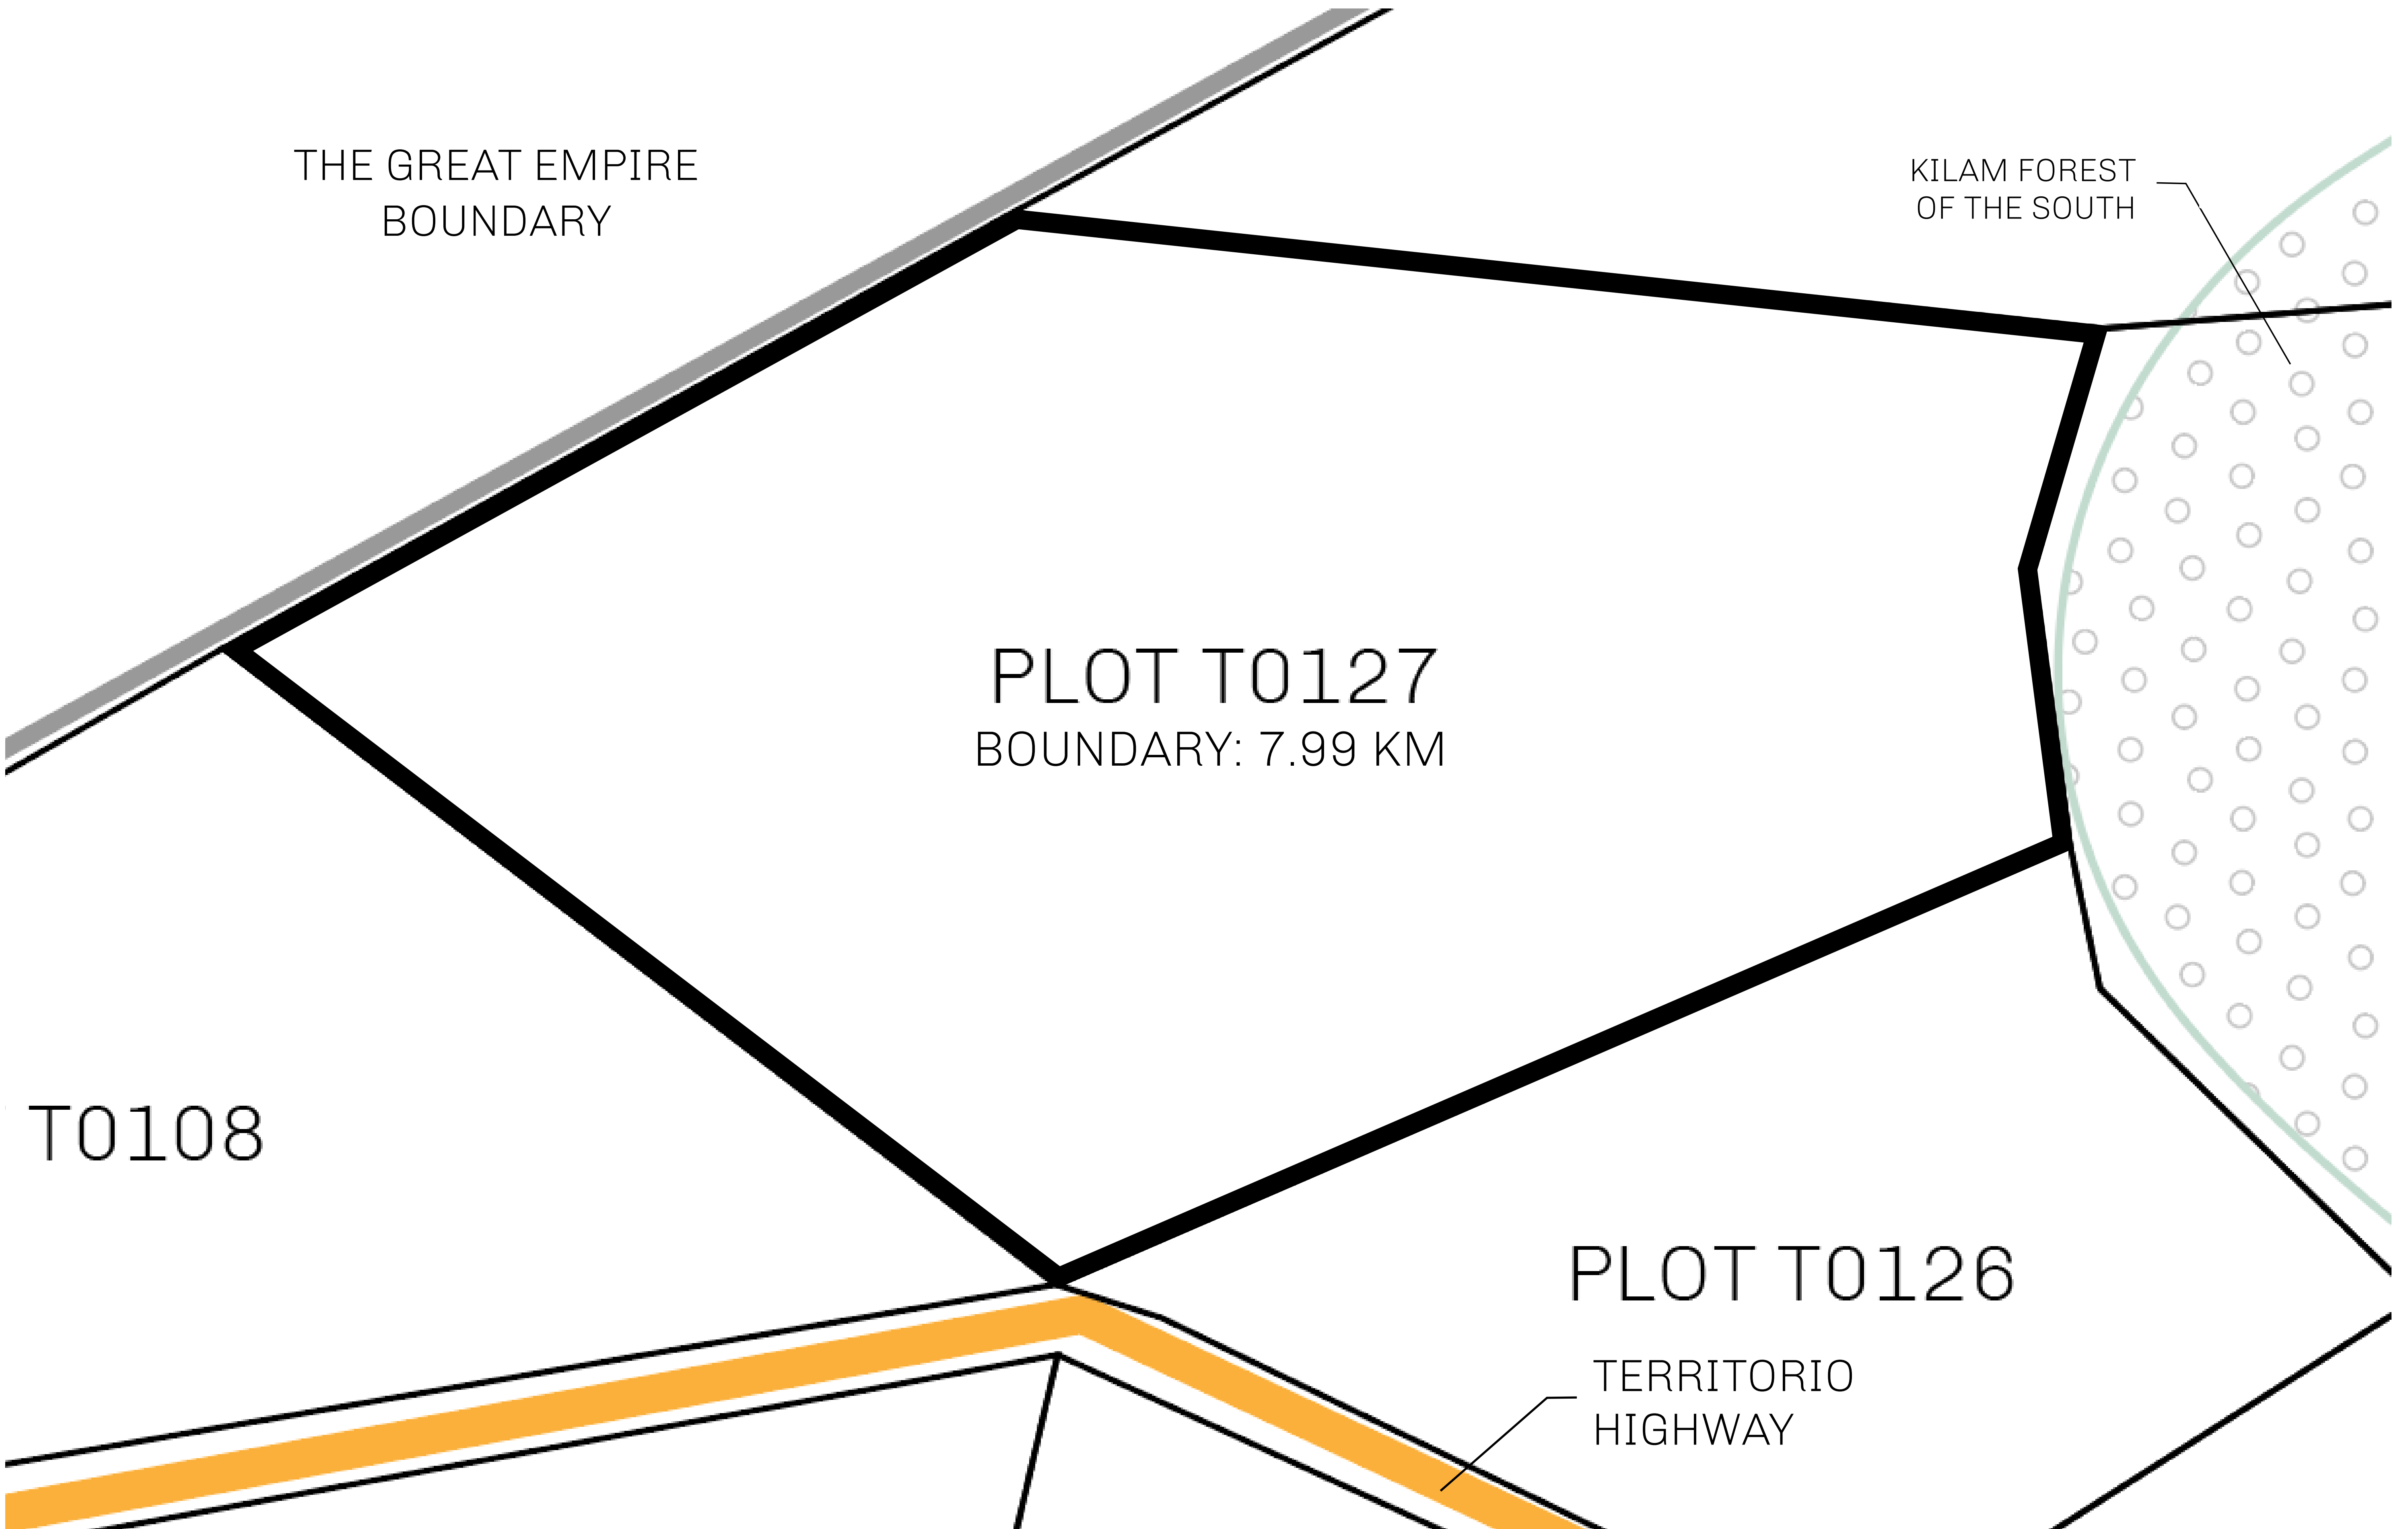 THE GREAT EMPIRE
BOUNDARY
KILAM FOREST
OF THE SOUTH
PLOT T0127
BOUNDARY: 7.99 KM
T0108
PLOT T0126
TERRITORIO
HIGHWAY